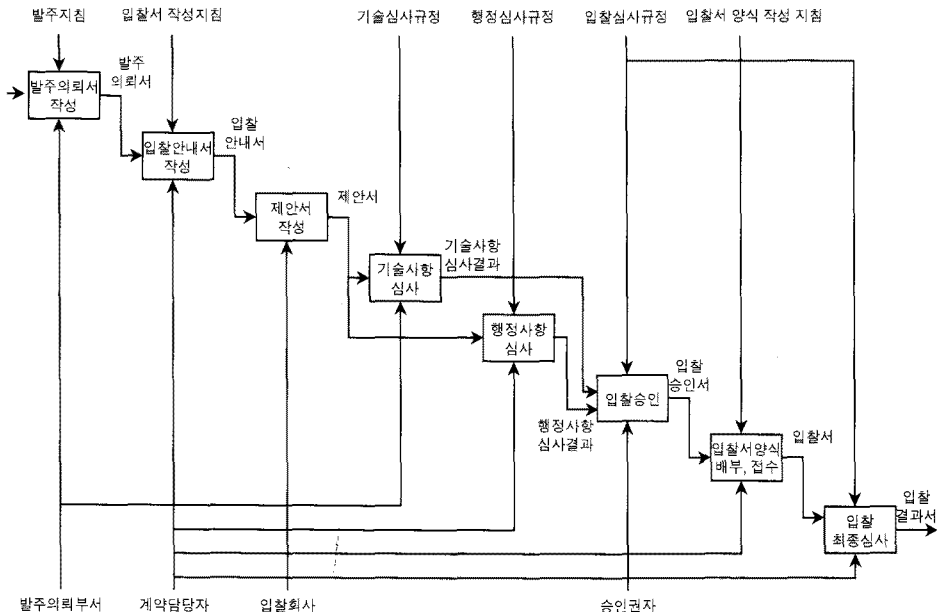 발주지침
입찰서 작성지침
기술심사규정
행정심사규정
입찰심사규정
입찰서 양식 작성 지침
발주의뢰서
작성
발주
의뢰서
입찰안내서
작성
입찰
안내서
제안서
작성
제안서
기술사항
심사
기술사항
심사결과
행정사항
심사
행정사항
심사결과
입찰승인
입찰
승인서
입찰서양식
배부, 접수
입찰서
입찰
최종심사
입찰
결과서
발주의뢰부서
계약담당자
입찰회사
승인권자